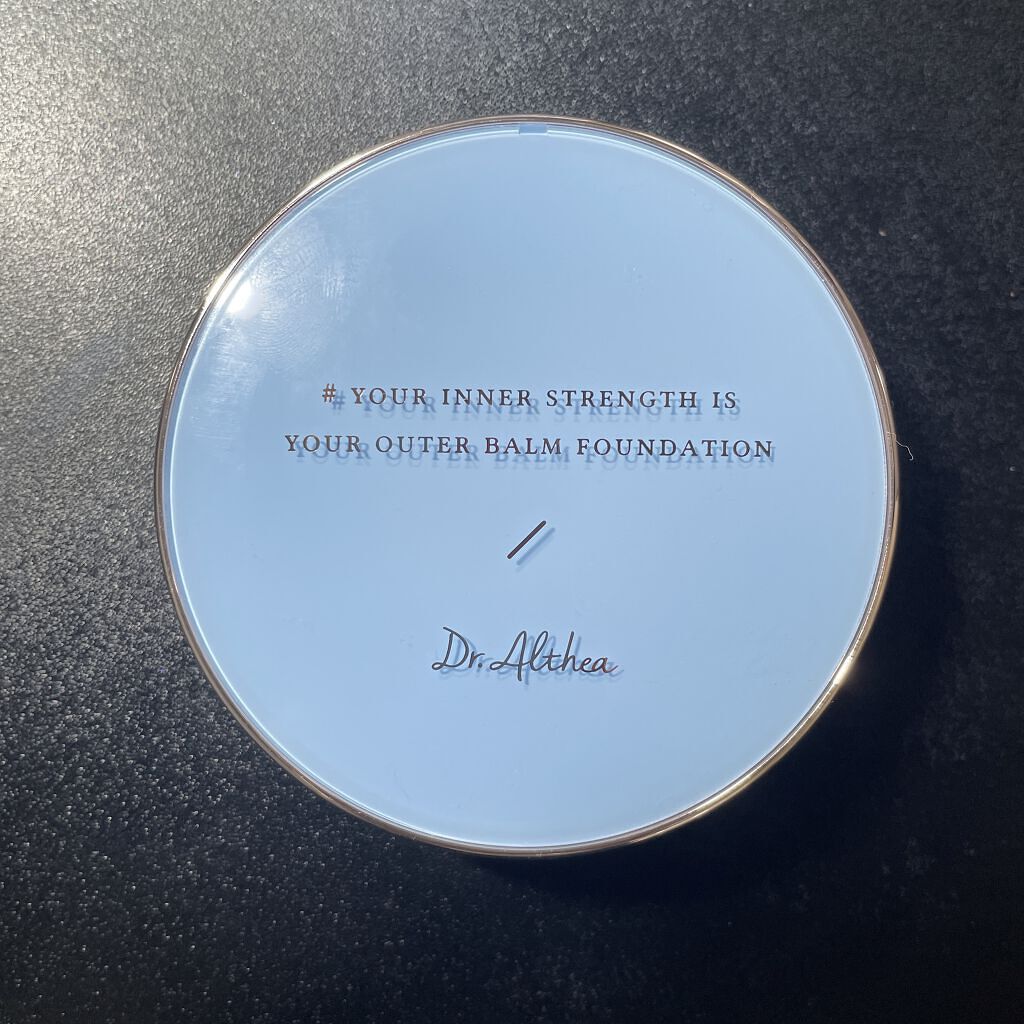 # YOUR INNER STRENGTH IS
YOUR OUTER BALM FOUNDATION
/
Dr. Althea